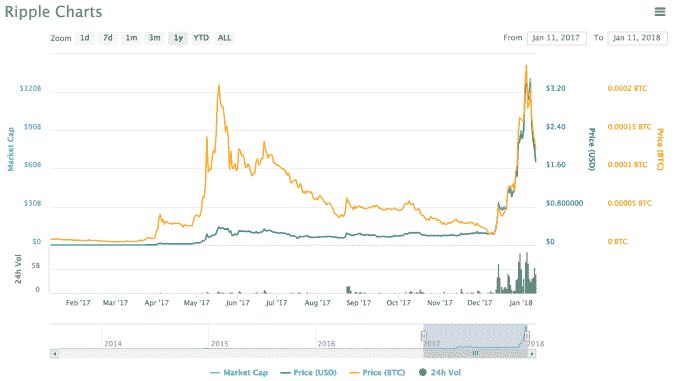 Ripple Charts
Zoom 1d 7d 1m 3m 1y YTD ALL From Jan 11, 2017 To Jan 11, 2018
Market Cap
$120B
$90B
$60B
$30B
$0
$3.20
$2.40
$1.60
$0.800000
$0
Price (USD)
0.0002 BTC
0.00015 BTC
0.0001 BTC
0.00005 BTC
0 BTC
Price (BTC)
24h Vol
5B
0
Feb '17 Mar '17 Apr '17 May '17 Jun '17 Jul '17 Aug '17 Sep '17 Oct '17 Nov '17 Dec '17 Jan '18
2014 2015 2016 2017 2018
Market Cap Price (USD) Price (BTC) 24h Vol